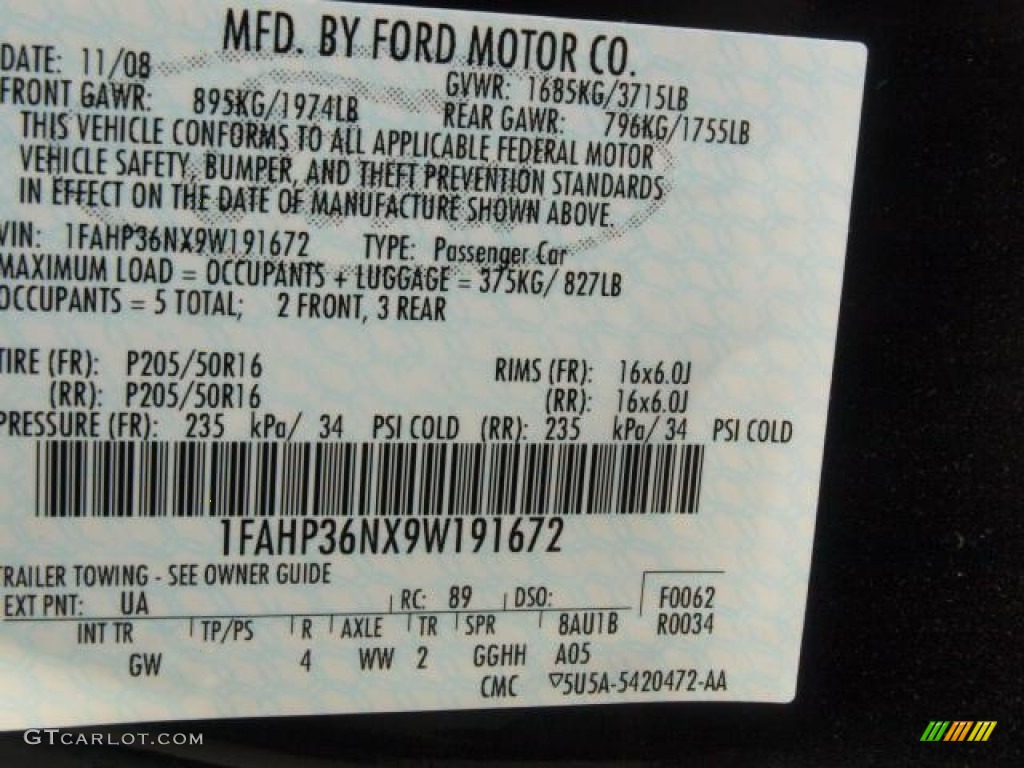 MFD. BY FORD MOTOR CO.
DATE: 11/08 GVWR: 1685KG/3715LB
FRONT GAWR: 895KG/1974LB REAR GAWR: 796KG/1755LB
THIS VEHICLE CONFORMS TO ALL APPLICABLE FEDERAL MOTOR
VEHICLE SAFETY, BUMPER, AND THEFT PREVENTION STANDARDS
IN EFFECT ON THE DATE OF MANUFACTURE SHOWN ABOVE.
VIN: 1FAHP36NX9W191672 TYPE: Passenger Car
MAXIMUM LOAD = OCCUPANTS + LUGGAGE = 375KG/ 827LB
OCCUPANTS = 5 TOTAL; 2 FRONT, 3 REAR
TIRE (FR): P205/50R16 RIMS (FR): 16x6.0J
(RR): P205/50R16 (RR): 16x6.0J
PRESSURE (FR): 235 kPa/ 34 PSI COLD (RR): 235 kPa/ 34 PSI COLD
1FAHP36NX9W191672
TRAILER TOWING - SEE OWNER GUIDE
EXT PNT: UA RC: 89 DSO: F0062
INT TR TP/PS R AXLE TR SPR 8AU1B R0034
GW 4 WW 2 GGHH A05
CMC ▽5U5A-5420472-AA
GTCARLOT.COM